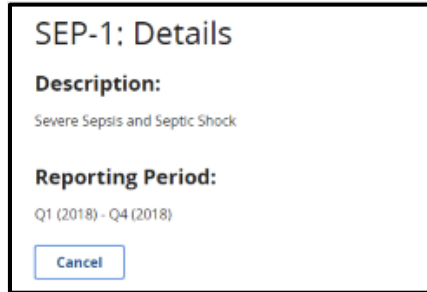 SEP-1: Details
Description:
Severe Sepsis and Septic Shock
Reporting Period:
Q1 (2018) - Q4 (2018)
Cancel